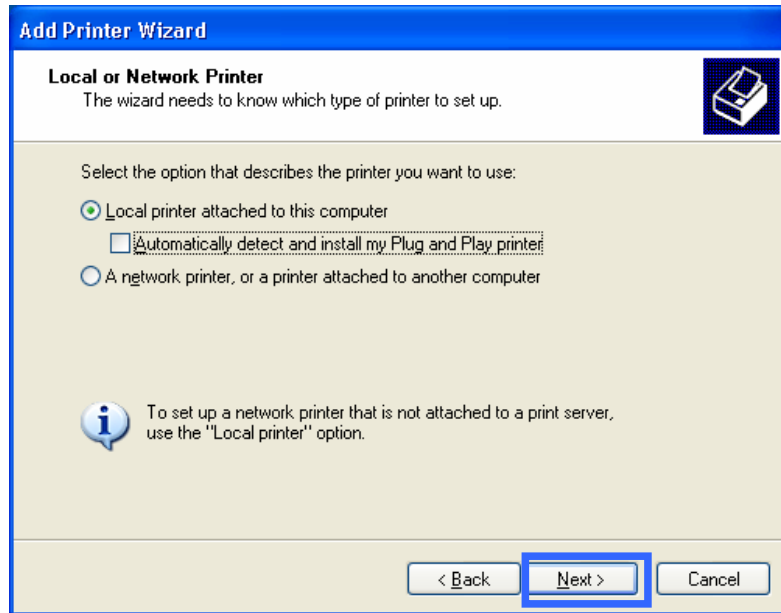 Add Printer Wizard
Local or Network Printer
The wizard needs to know which type of printer to set up.
Select the option that describes the printer you want to use:
Local printer attached to this computer
Automatically detect and install my Plug and Play printer
A network printer, or a printer attached to another computer
To set up a network printer that is not attached to a print server,
use the "Local printer" option.
< Back Next > Cancel